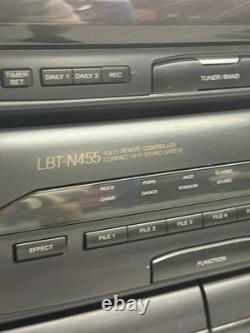 TIMER SET
DAILY 1 DAILY 2 REC
TUNER/BAND
LBT-N455 FULLY REMOTE CONTROLLED
COMPACT HI-FI STEREO SYSTEM
ROCK POPS JAZZ CLASSIC
GAME DANCE STADIUM STUDIO
EFFECT FILE 1 FILE 2 FILE 3 FILE 4
FUNCTION
ebay